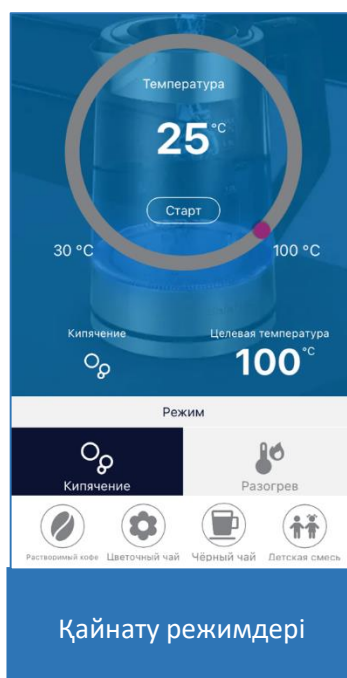 Температура
25°C
Старт
30 °C
100 °C
Кипячение
Целевая температура
100°C
Режим
Кипячение
Разогрев
Растворимый кофе
Цветочный чай
Чёрный чай
Детская смесь
Қайнату режимдері